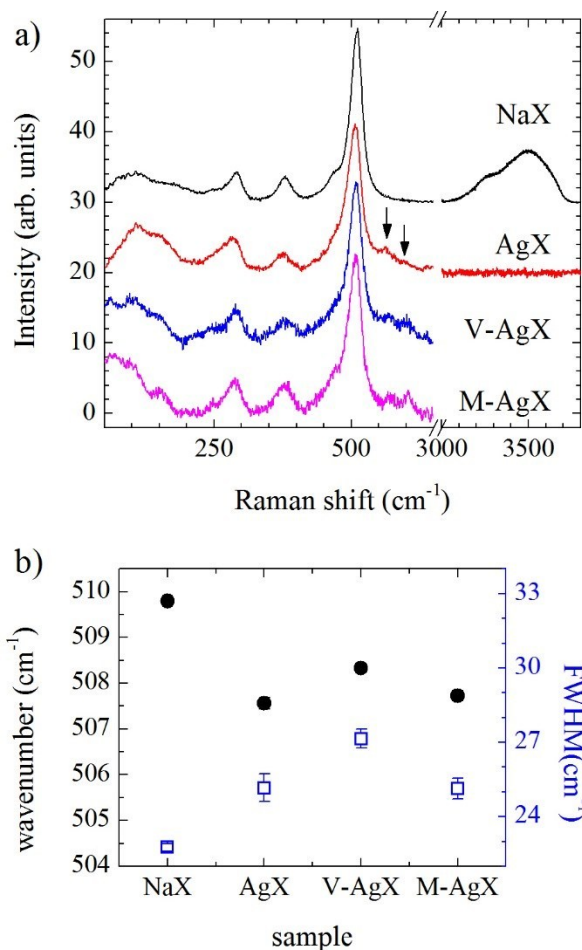 a)
50
40
30
20
10
0
Intensity (arb. units)
NaX
AgX
V-AgX
M-AgX
250 500 3000 3500
Raman shift (cm⁻¹)
b)
510
509
508
507
506
505
504
wavenumber (cm⁻¹)
33
30
27
24
FWHM(cm⁻¹)
NaX AgX V-AgX M-AgX
sample